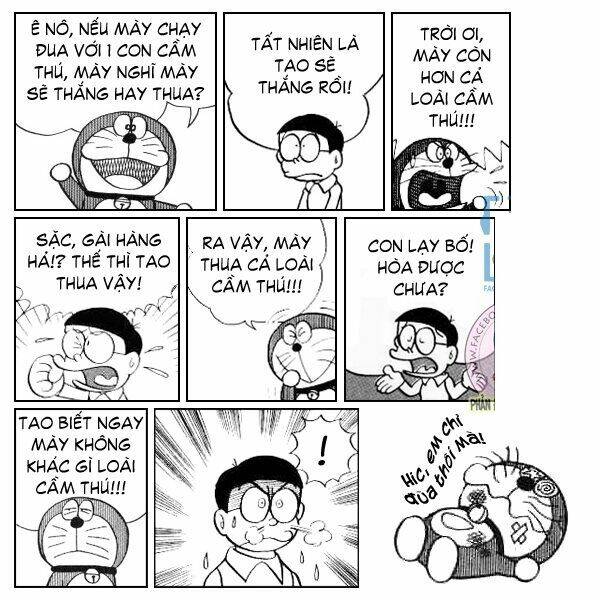 Ê NÔ, NẾU MÀY CHẠY
ĐUA VỚI 1 CON CẦM
THÚ, MÀY NGHĨ MÀY
SẼ THẮNG HAY THUA?
TẤT NHIÊN LÀ
TAO SẼ
THẮNG RỒI!
TRỜI ƠI,
MÀY CÒN
HƠN CẢ
LOÀI CẦM
THÚ!!!
SẶC, GÀI HÀNG
HẢ!? THẾ THÌ TAO
THUA VẬY!
RA VẬY, MÀY
THUA CẢ LOÀI
CẦM THÚ!!!
CON LẠY BỐ!
HÒA ĐƯỢC
CHƯA?
TAO BIẾT NGAY
MÀY KHÔNG
KHÁC GÌ LOÀI
CẦM THÚ!!!
!
Hic, em chỉ
đùa thôi mà!